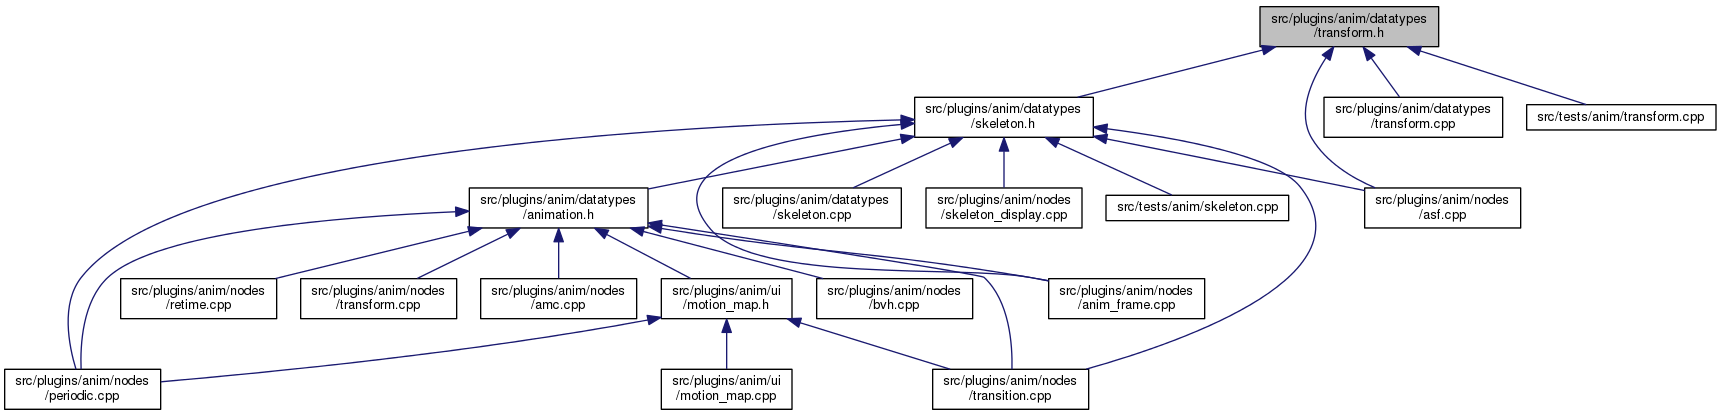 src/plugins/anim/datatypes
/transform.h
src/plugins/anim/datatypes
/skeleton.h
src/plugins/anim/datatypes
/transform.cpp
src/tests/anim/transform.cpp
src/plugins/anim/datatypes
/animation.h
src/plugins/anim/datatypes
/skeleton.cpp
src/plugins/anim/nodes
/skeleton_display.cpp
src/tests/anim/skeleton.cpp
src/plugins/anim/nodes
/asf.cpp
src/plugins/anim/nodes
/retime.cpp
src/plugins/anim/nodes
/transform.cpp
src/plugins/anim/nodes
/amc.cpp
src/plugins/anim/ui
/motion_map.h
src/plugins/anim/nodes
/bvh.cpp
src/plugins/anim/nodes
/anim_frame.cpp
src/plugins/anim/nodes
/periodic.cpp
src/plugins/anim/ui
/motion_map.cpp
src/plugins/anim/nodes
/transition.cpp